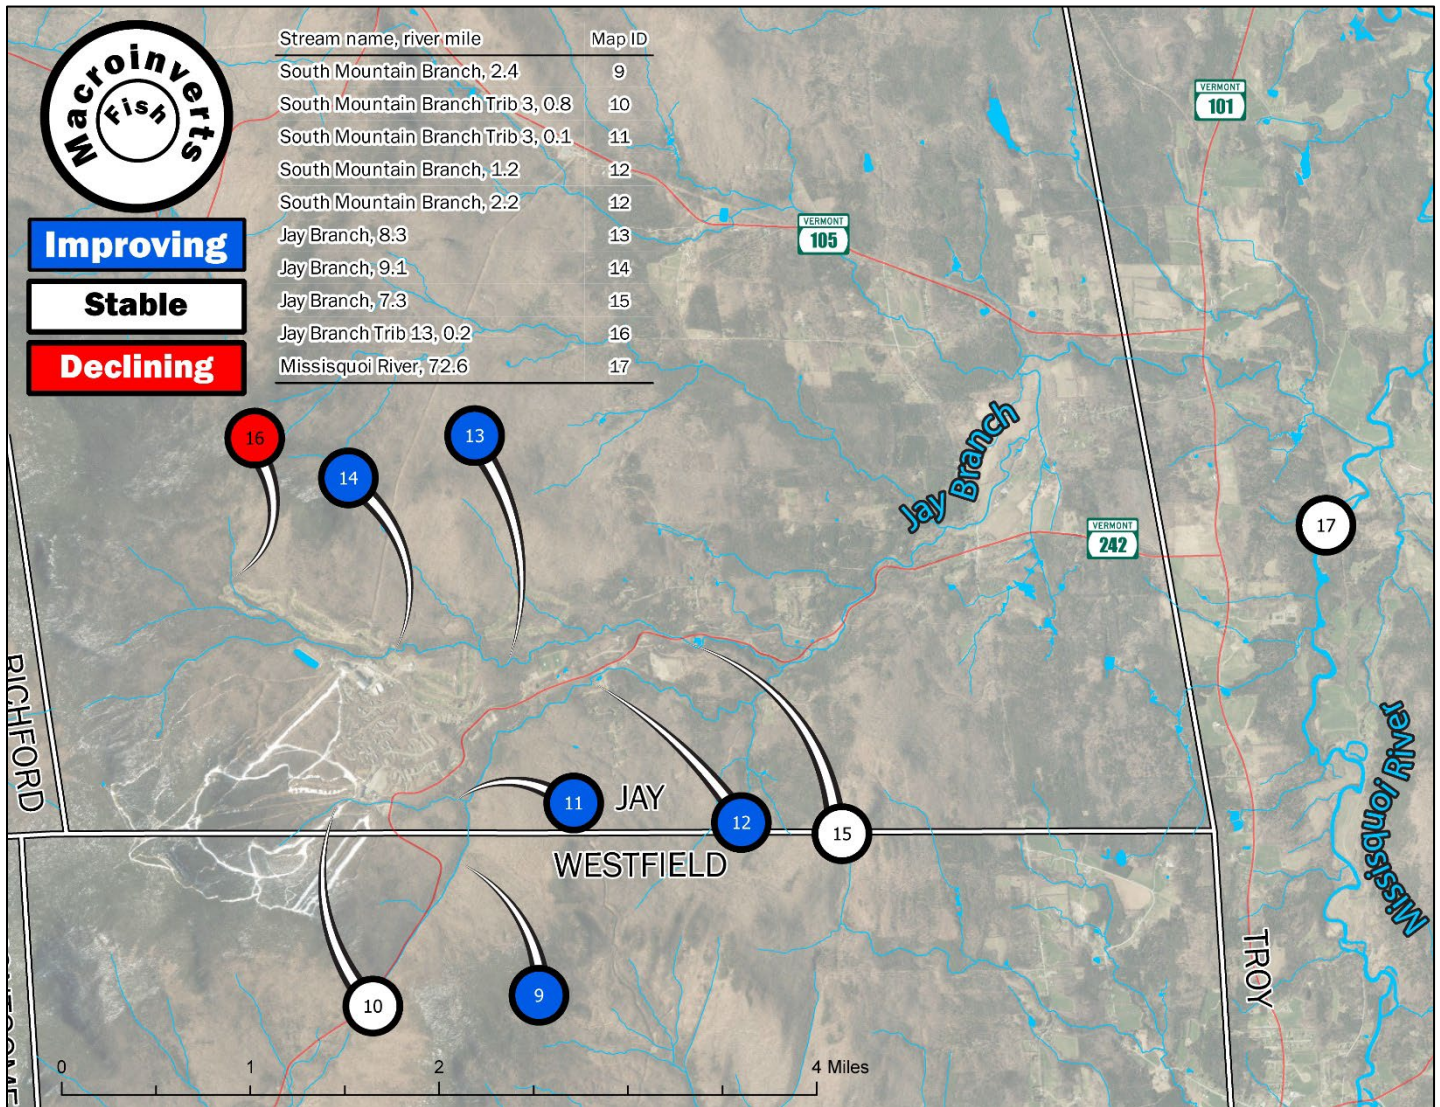 Macroinverts
Fish
Improving
Stable
Declining
Stream name, river mile Map ID
South Mountain Branch, 2.4 9
South Mountain Branch Trib 3, 0.8 10
South Mountain Branch Trib 3, 0.1 11
South Mountain Branch, 1.2 12
South Mountain Branch, 2.2 12
Jay Branch, 8.3 13
Jay Branch, 9.1 14
Jay Branch, 7.3 15
Jay Branch Trib 13, 0.2 16
Missisquoi River, 72.6 17
VERMONT
101
VERMONT
105
16
14
13
Jay Branch
VERMONT
242
17
RICHFORD
Missisquoi River
11
JAY
12
15
WESTFIELD
TROY
10
9
0 1 2 4 Miles